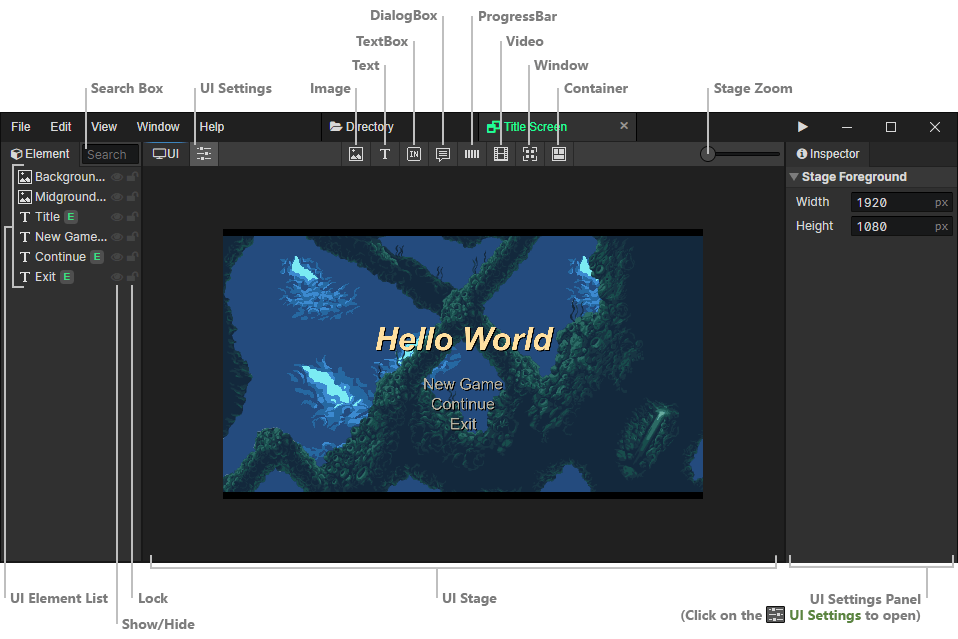 DialogBox
ProgressBar
TextBox
Video
Text
Window
Search Box
UI Settings
Image
Container
Stage Zoom
File Edit View Window Help
Directory
Title Screen
Element
Search
UI
IN
Inspector
Backgroun...
Midground...
Title E
New Game...
Continue E
Exit E
Stage Foreground
Width 1920 px
Height 1080 px
Hello World
New Game
Continue
Exit
UI Element List
Lock
Show/Hide
UI Stage
UI Settings Panel
(Click on the UI Settings to open)